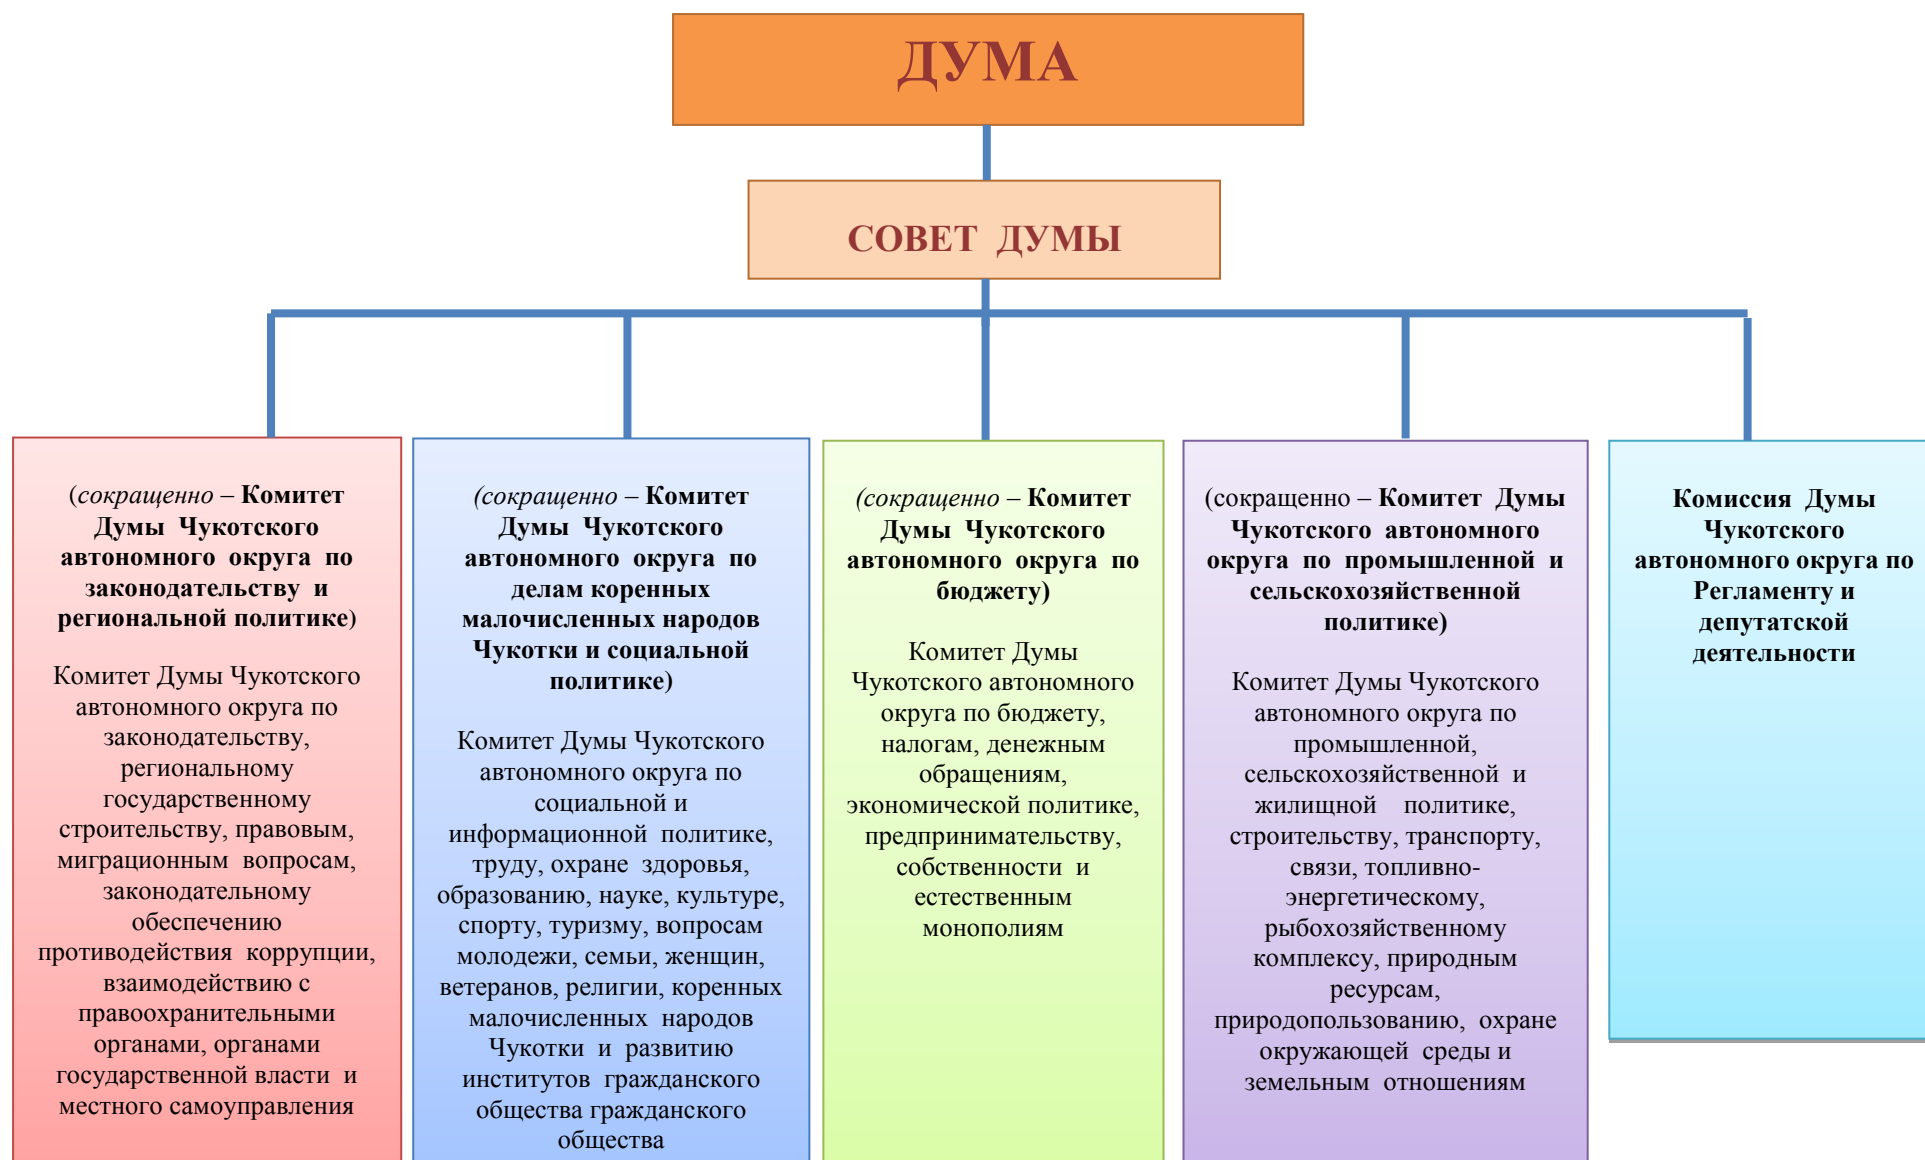 ДУМА
СОВЕТ ДУМЫ
(сокращенно – Комитет
Думы Чукотского
автономного округа по
законодательству и
региональной политике)
Комитет Думы Чукотского
автономного округа по
законодательству,
региональному
государственному
строительству, правовым,
миграционным вопросам,
законодательному
обеспечению
противодействия коррупции,
взаимодействию с
правоохранительными
органами, органами
государственной власти и
местного самоуправления
(сокращенно – Комитет
Думы Чукотского
автономного округа по
делам коренных
малочисленных народов
Чукотки и социальной
политике)
Комитет Думы Чукотского
автономного округа по
социальной и
информационной политике,
труду, охране здоровья,
образованию, науке, культуре,
спорту, туризму, вопросам
молодежи, семьи, женщин,
ветеранов, религии, коренных
малочисленных народов
Чукотки и развитию
институтов гражданского
общества гражданского
общества
(сокращенно – Комитет
Думы Чукотского
автономного округа по
бюджету)
Комитет Думы
Чукотского автономного
округа по бюджету,
налогам, денежным
обращениям,
экономической политике,
предпринимательству,
собственности и
естественным
монополиям
(сокращенно – Комитет Думы
Чукотского автономного
округа по промышленной и
сельскохозяйственной
политике)
Комитет Думы Чукотского
автономного округа по
промышленной,
сельскохозяйственной и
жилищной политике,
строительству, транспорту,
связи, топливно-
энергетическому,
рыбохозяйственному
комплексу, природным
ресурсам,
природопользованию, охране
окружающей среды и
земельным отношениям
Комиссия Думы
Чукотского
автономного округа по
Регламенту и
депутатской
деятельности